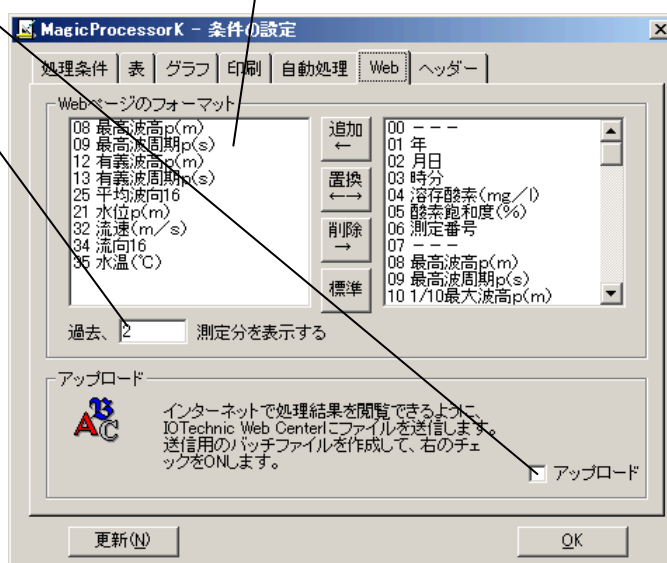 MagicProcessorK - 条件の設定
処理条件 表 グラフ 印刷 自動処理 Web ヘッダー
Webページのフォーマット
08 最高波高p(m)
09 最高波周期p(s)
12 有義波高p(m)
13 有義波周期p(s)
25 平均波向16
21 水位p(m)
32 流速(m/s)
34 流向16
35 水温(℃)
追加
←
置換
←→
削除
→
標準
00 - - -
01 年
02 月日
03 時分
04 溶存酸素(mg/l)
05 酸素飽和度(%)
06 測定番号
07 - - -
08 最高波高p(m)
09 最高波周期p(s)
10 1/10最大波高p(m)
過去、 2 測定分を表示する
アップロード
ABC
インターネットで処理結果を閲覧できるように、
IOTechnic Web Centerにファイルを送信します。
送信用のバッチファイルを作成して、右のチェ
ックをONします。
アップロード
更新(N) OK